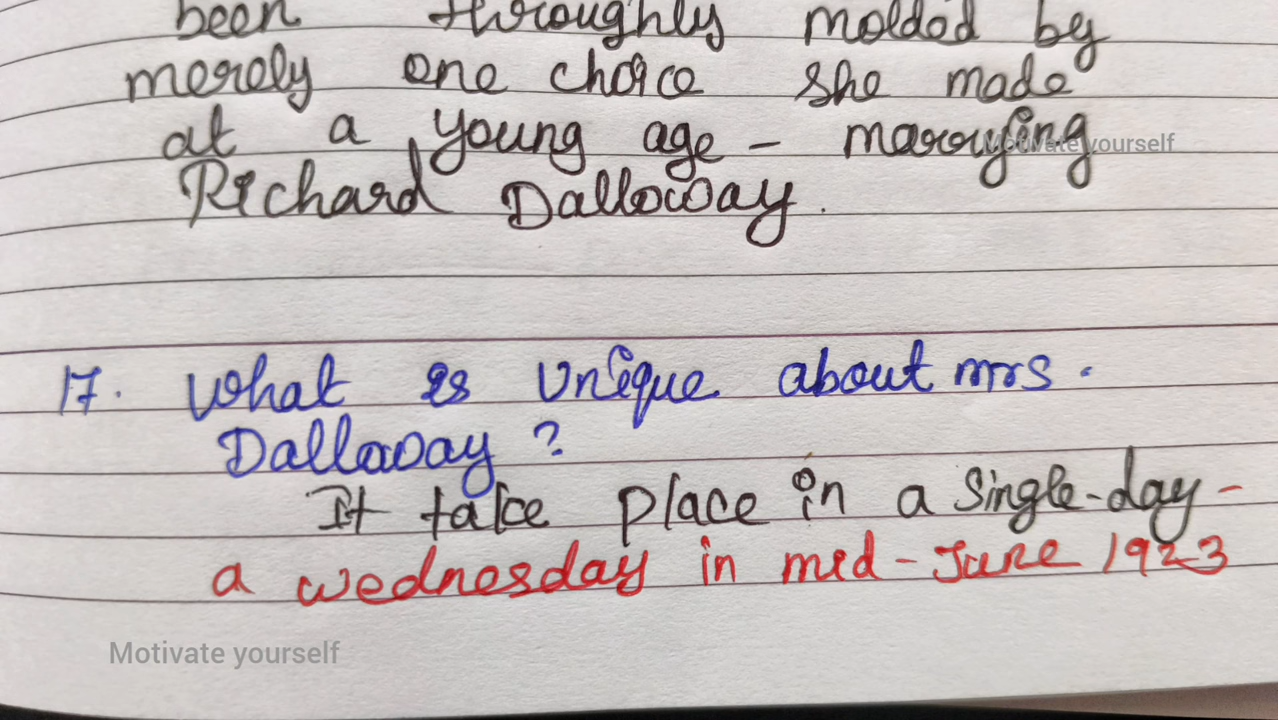 been throughly molded by
merely one choice she made
at a young age - marrying
Motivate yourself
Richard Dalloway.
17. What is Unique about mrs.
Dalloway ?
It take place in a single-day -
a wednesday in mid-June 1923
Motivate yourself